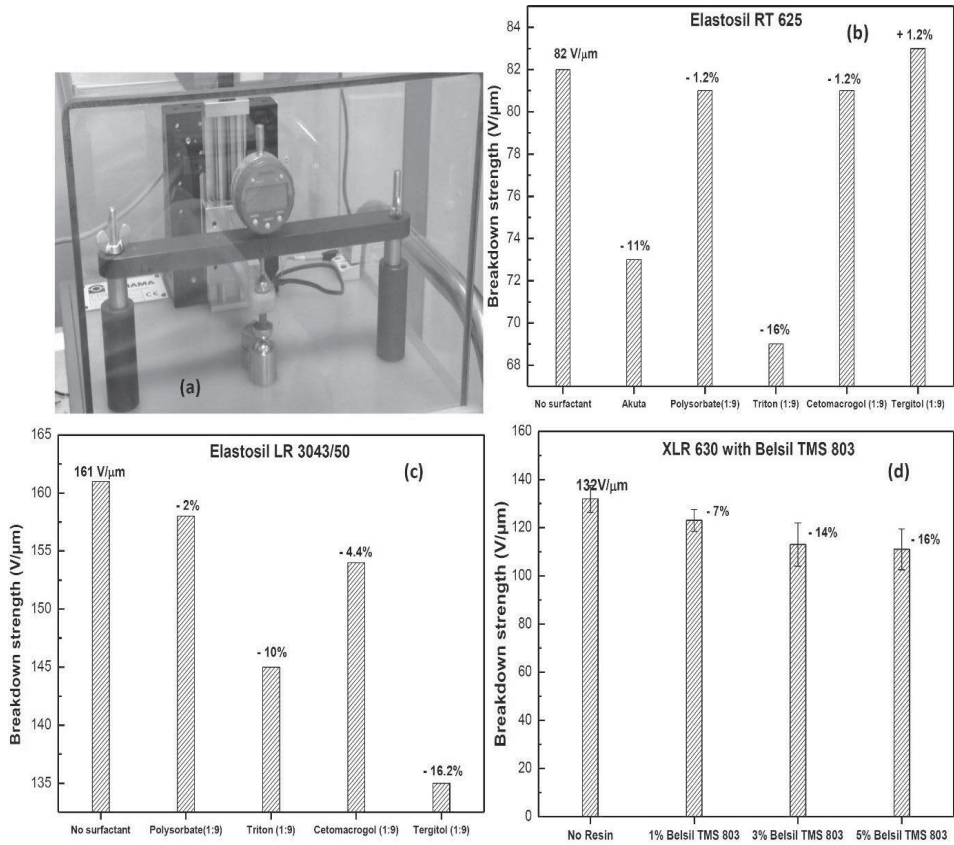 (a)
AMA
CE
Elastosil RT 625
(b)
Breakdown strength (V/μm)
84
82
80
78
76
74
72
70
68
82 V/μm
- 11%
- 1.2%
- 16%
- 1.2%
+ 1.2%
No surfactant Akuta Polysorbate(1:9) Triton (1:9) Cetomacrogol (1:9) Tergitol (1:9)
Elastosil LR 3043/50
(c)
Breakdown strength (V/μm)
165
160
155
150
145
140
135
161 V/μm
- 2%
- 10%
- 4.4%
- 16.2%
No surfactant Polysorbate(1:9) Triton (1:9) Cetomacrogol (1:9) Tergitol (1:9)
XLR 630 with Belsil TMS 803
(d)
Breakdown strength (V/μm)
160
140
120
100
80
60
40
20
0
132V/μm
- 7%
- 14%
- 16%
No Resin 1% Belsil TMS 803 3% Belsil TMS 803 5% Belsil TMS 803